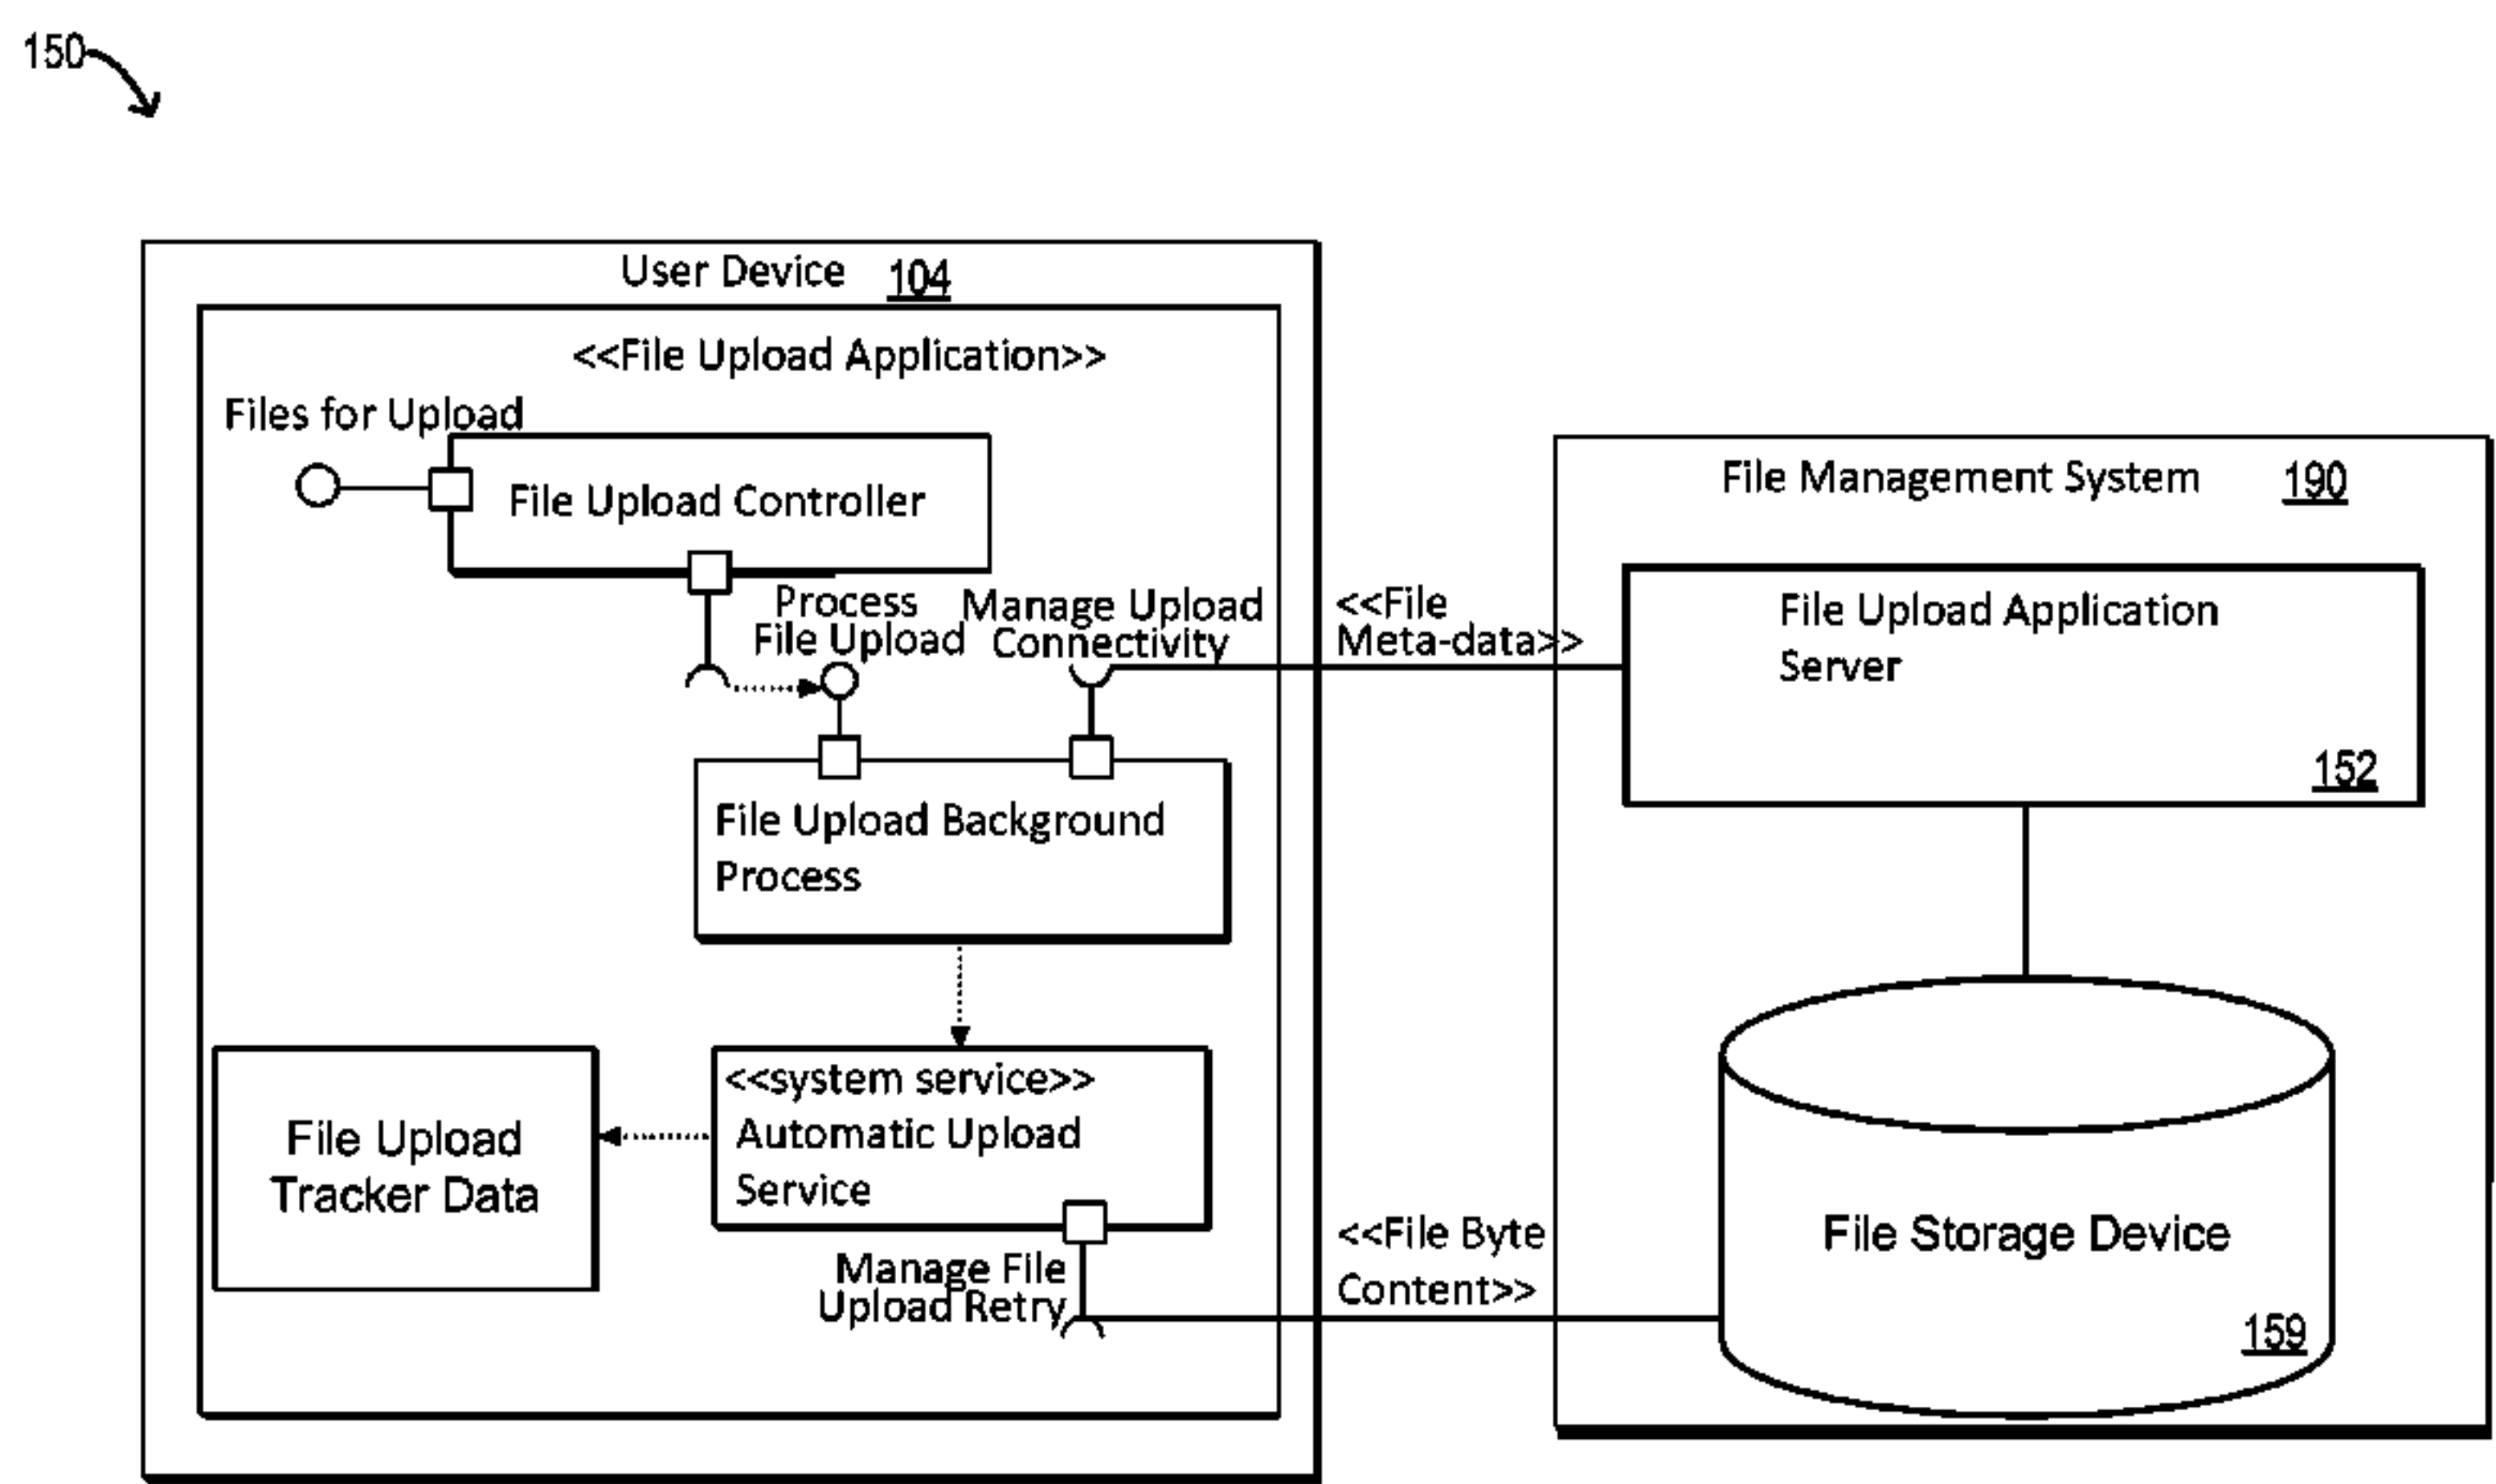 150
User Device 104
<<File Upload Application>>
Files for Upload
File Upload Controller
Process
File Upload
Manage Upload
Connectivity
File Upload Background
Process
<<system service>>
Automatic Upload
Service
File Upload
Tracker Data
Manage File
Upload Retry
<<File
Meta-data>>
<<File Byte
Content>>
File Management System 190
File Upload Application
Server
152
File Storage Device
159